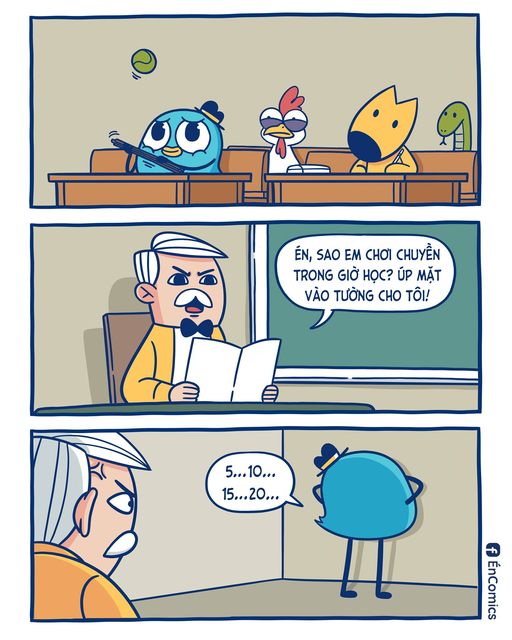 ÉN, SAO EM CHƠI CHUYỀN
TRONG GIỜ HỌC? ÚP MẶT
VÀO TƯỜNG CHO TÔI!
5...10...
15...20...
ÉnComics